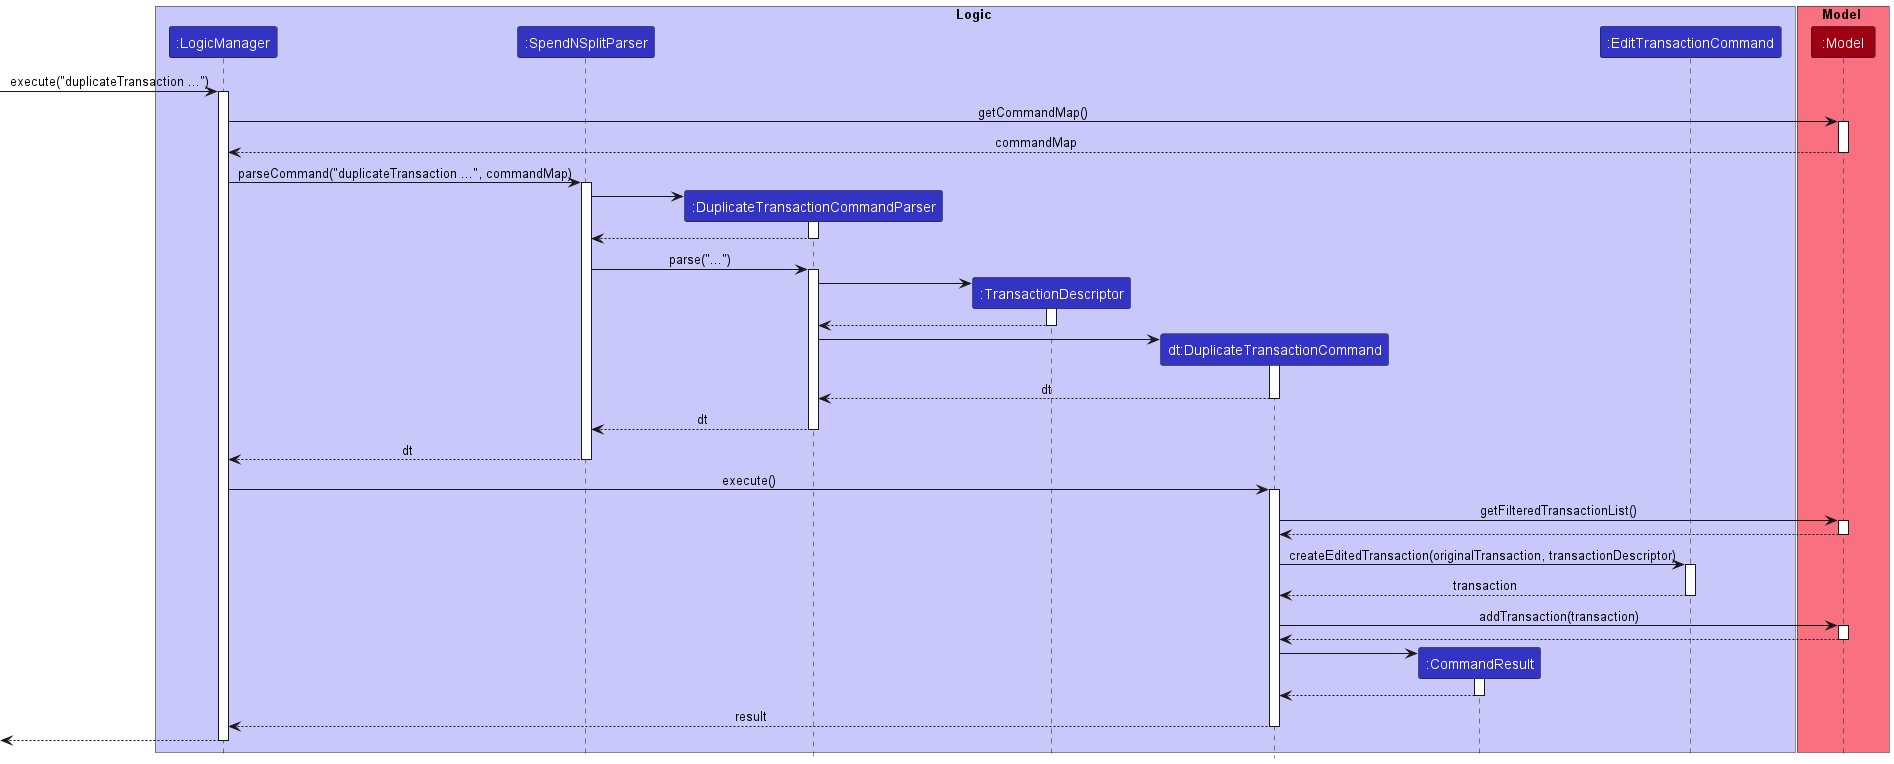 Logic
Model
:LogicManager
:SpendNSplitParser
:EditTransactionCommand
:Model
execute("duplicateTransaction ...")
getCommandMap()
commandMap
parseCommand("duplicateTransaction ...", commandMap)
:DuplicateTransactionCommandParser
parse("...")
:TransactionDescriptor
dt:DuplicateTransactionCommand
dt
dt
dt
execute()
getFilteredTransactionList()
createEditedTransaction(originalTransaction, transactionDescriptor)
transaction
addTransaction(transaction)
:CommandResult
result